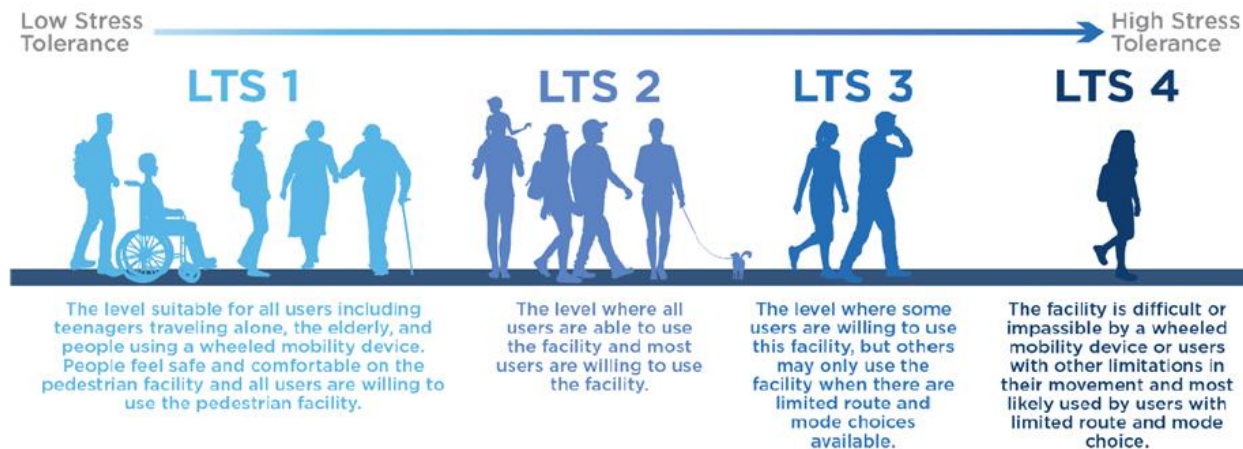 Low Stress
Tolerance
High Stress
Tolerance
LTS 1
LTS 2
LTS 3
LTS 4
The level suitable for all users including
teenagers traveling alone, the elderly, and
people using a wheeled mobility device.
People feel safe and comfortable on the
pedestrian facility and all users are willing to
use the pedestrian facility.
The level where all
users are able to use
the facility and most
users are willing to use
the facility.
The level where some
users are willing to use
this facility, but others
may only use the
facility when there are
limited route and
mode choices
available.
The facility is difficult or
impassible by a wheeled
mobility device or users
with other limitations in
their movement and most
likely used by users with
limited route and mode
choice.